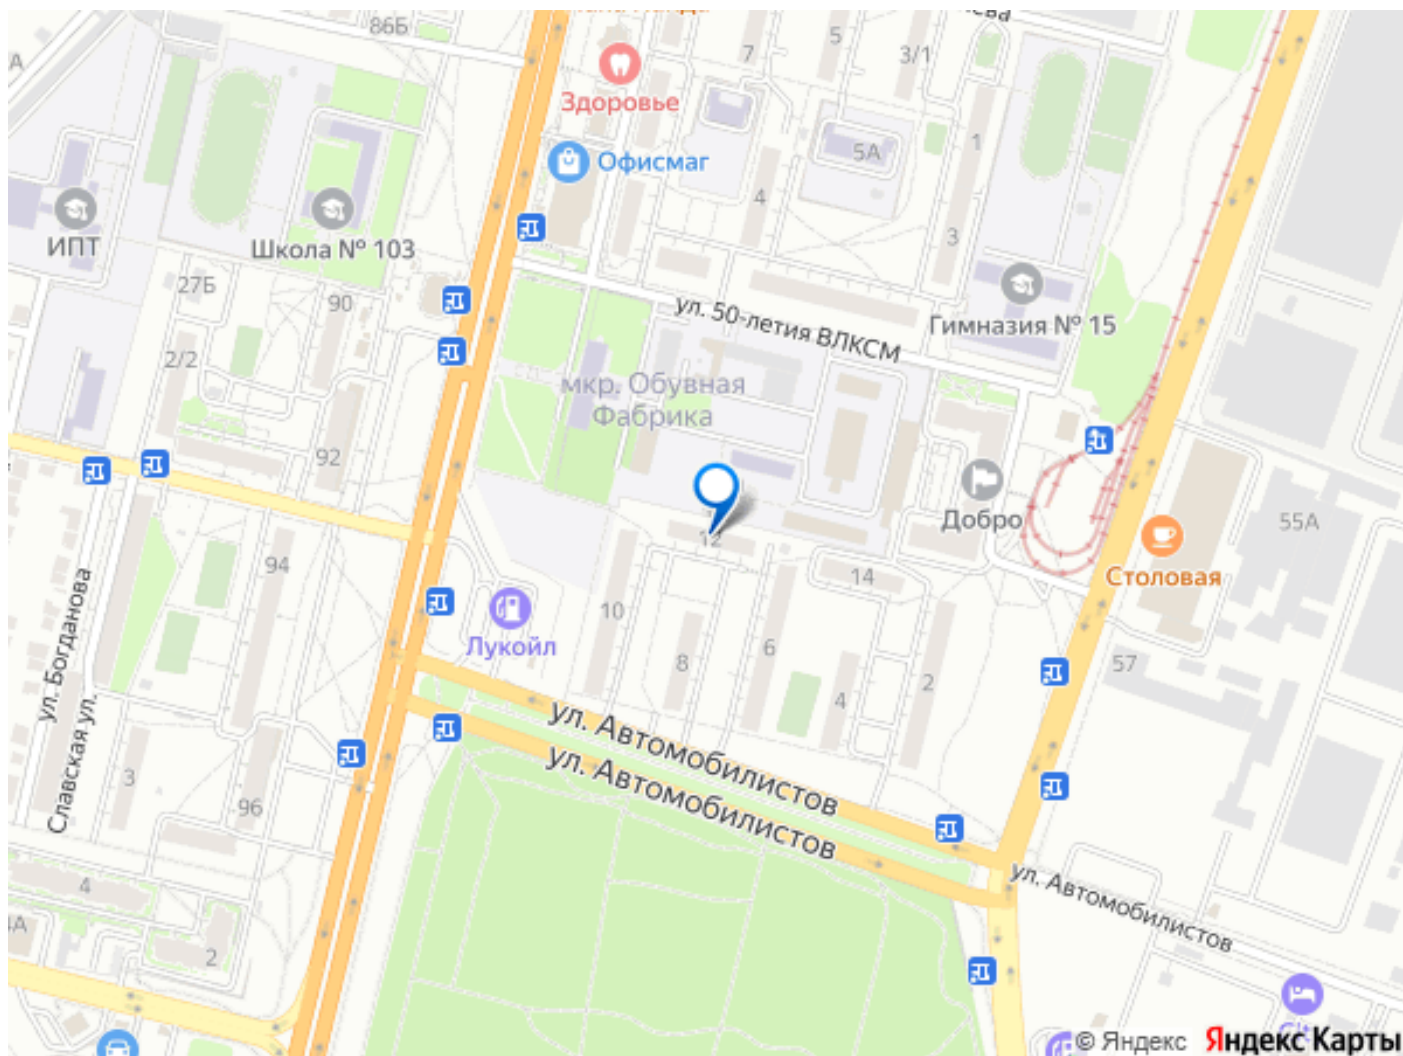 86Б
7
5
3/1
Здоровье
1
Офисмаг
5А
4
ИПТ
Школа № 103
3
27Б
90
ул. 50-летия ВЛКСМ
Гимназия № 15
2/2
мкр. Обувная
Фабрика
92
Добро
55А
12
Столовая
94
14
10
Лукойл
ул. Богданова
8
6
4
2
57
Славская ул.
ул. Автомобилистов
ул. Автомобилистов
3
96
4
ул. Автомобилистов
2
© Яндекс
Яндекс Карты